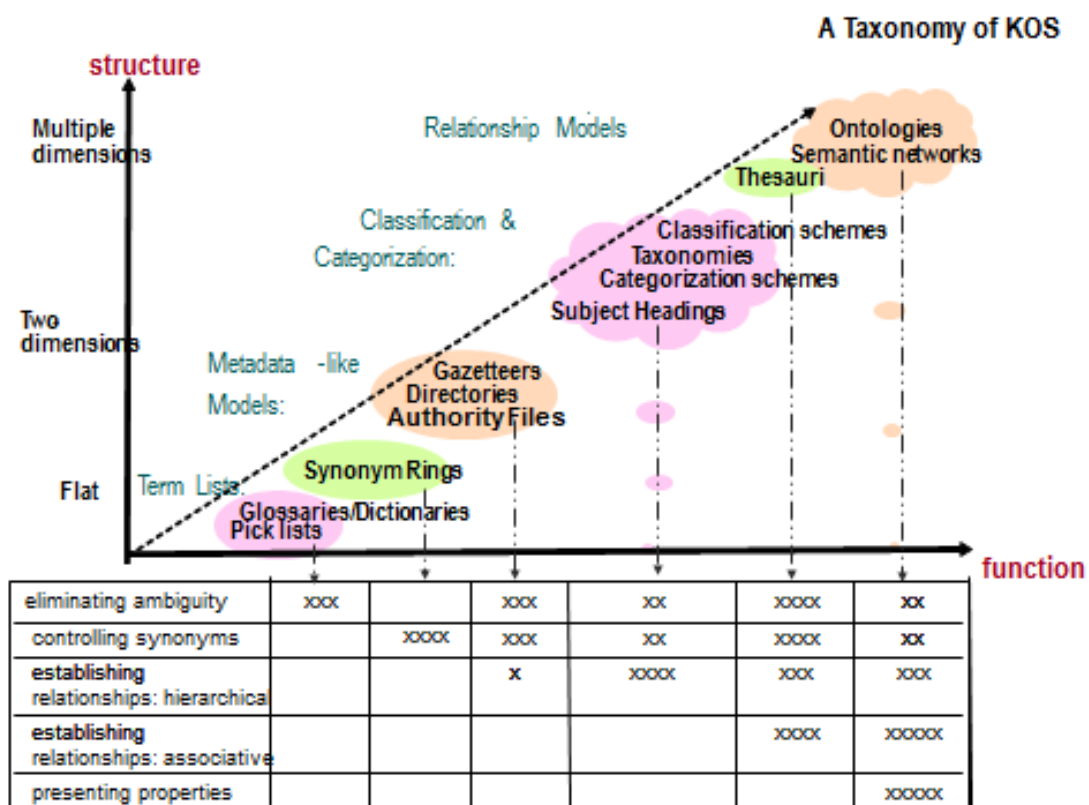 A Taxonomy of KOS
structure
Multiple
dimensions
Relationship Models
Ontologies
Semantic networks
Thesauri
Classification &
Categorization:
Classification schemes
Taxonomies
Categorization schemes
Subject Headings
Two
dimensions
Metadata -like
Models:
Gazetteers
Directories
Authority Files
Flat
Term Lists:
Synonym Rings
Glossaries/Dictionaries
Pick lists
function
eliminating ambiguity xxx xxx xx xxxx xx
controlling synonyms xxxx xxx xx xxxx xx
establishing
relationships: hierarchical x xxxx xxx xxx
establishing
relationships: associative xxxx xxxxx
presenting properties xxxxx